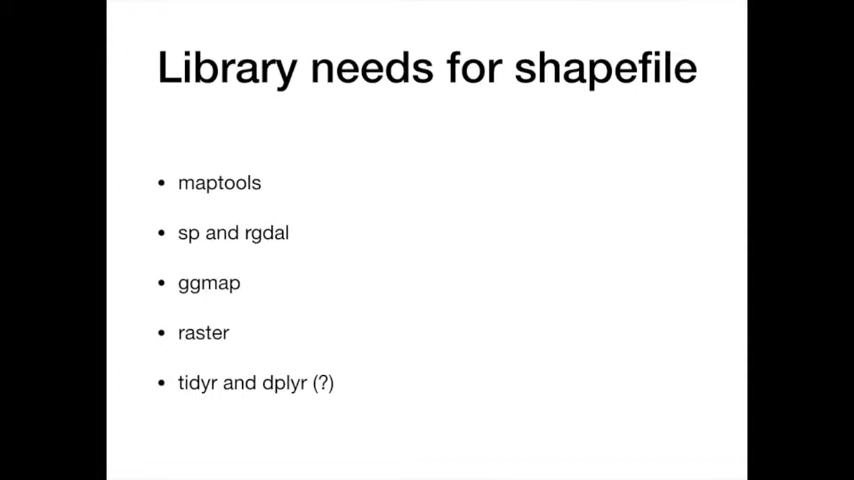 Library needs for shapefile
• maptools
• sp and rgdal
• ggmap
• raster
• tidyr and dplyr (?)